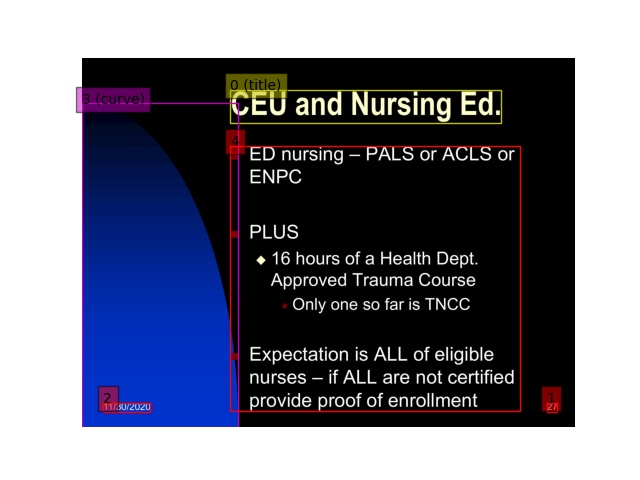 3 (curve)
0 (title)
CEU and Nursing Ed.
4
ED nursing – PALS or ACLS or
ENPC
PLUS
16 hours of a Health Dept.
Approved Trauma Course
Only one so far is TNCC
Expectation is ALL of eligible
nurses – if ALL are not certified
provide proof of enrollment
2
11/30/2020
1
27